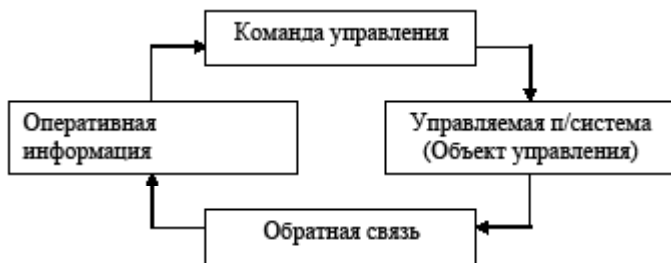 Команда управления
Оперативная
информация
Управляемая п/система
(Объект управления)
Обратная связь